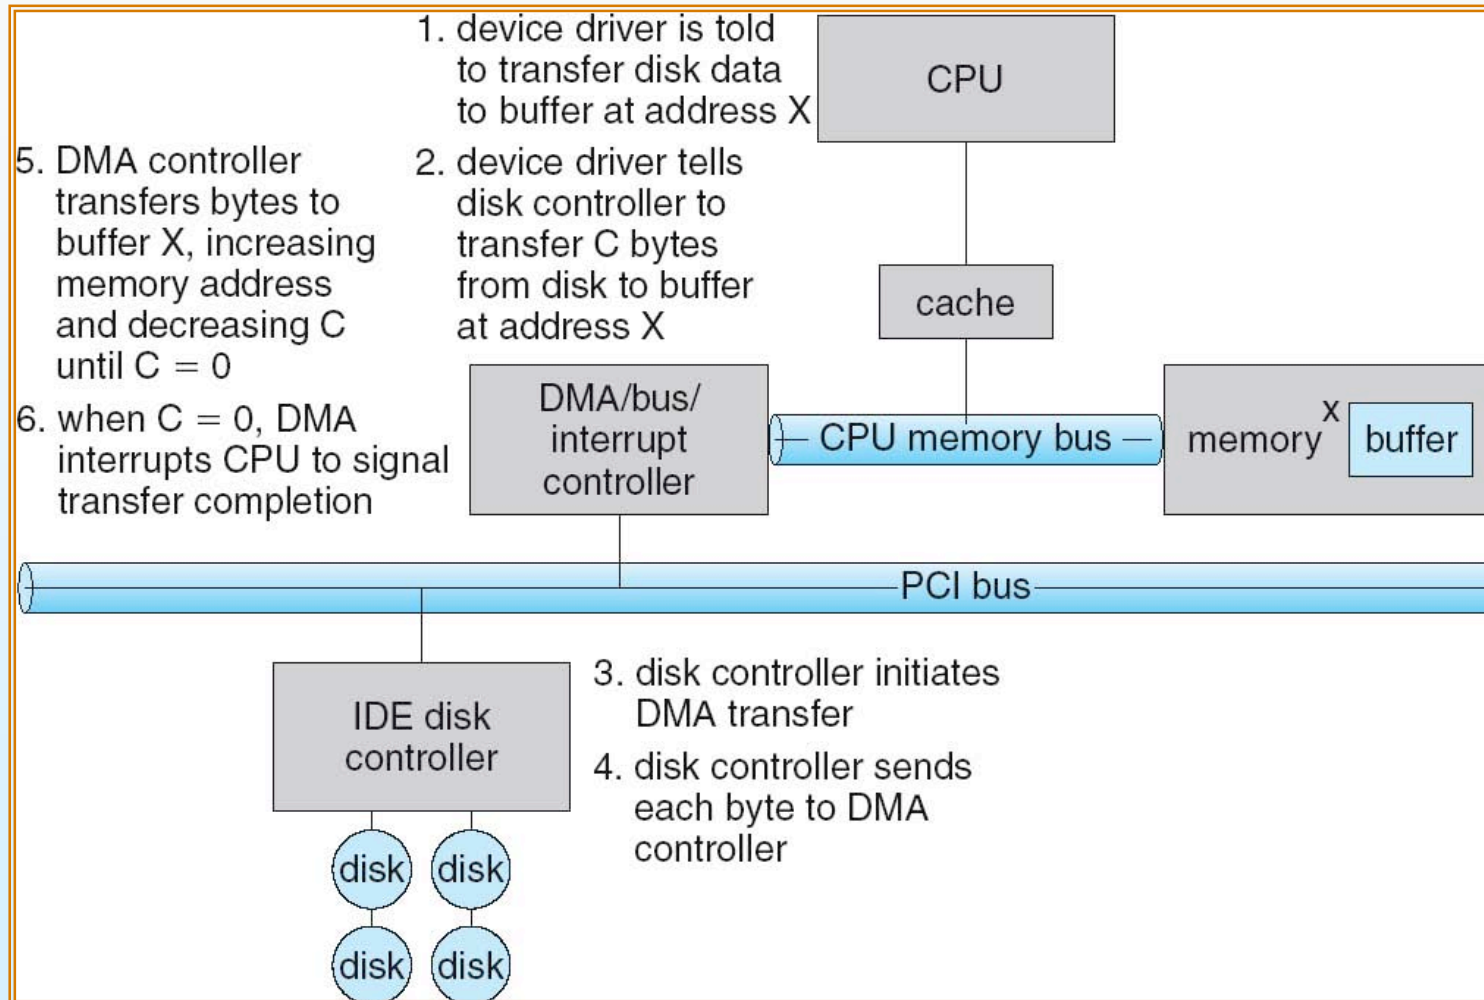 1. device driver is told
to transfer disk data
to buffer at address X
CPU
5. DMA controller
transfers bytes to
buffer X, increasing
memory address
and decreasing C
until C = 0
2. device driver tells
disk controller to
transfer C bytes
from disk to buffer
at address X
cache
6. when C = 0, DMA
interrupts CPU to signal
transfer completion
DMA/bus/
interrupt
controller
CPU memory bus
memory
X
buffer
PCI bus
IDE disk
controller
3. disk controller initiates
DMA transfer
4. disk controller sends
each byte to DMA
controller
disk
disk
disk
disk